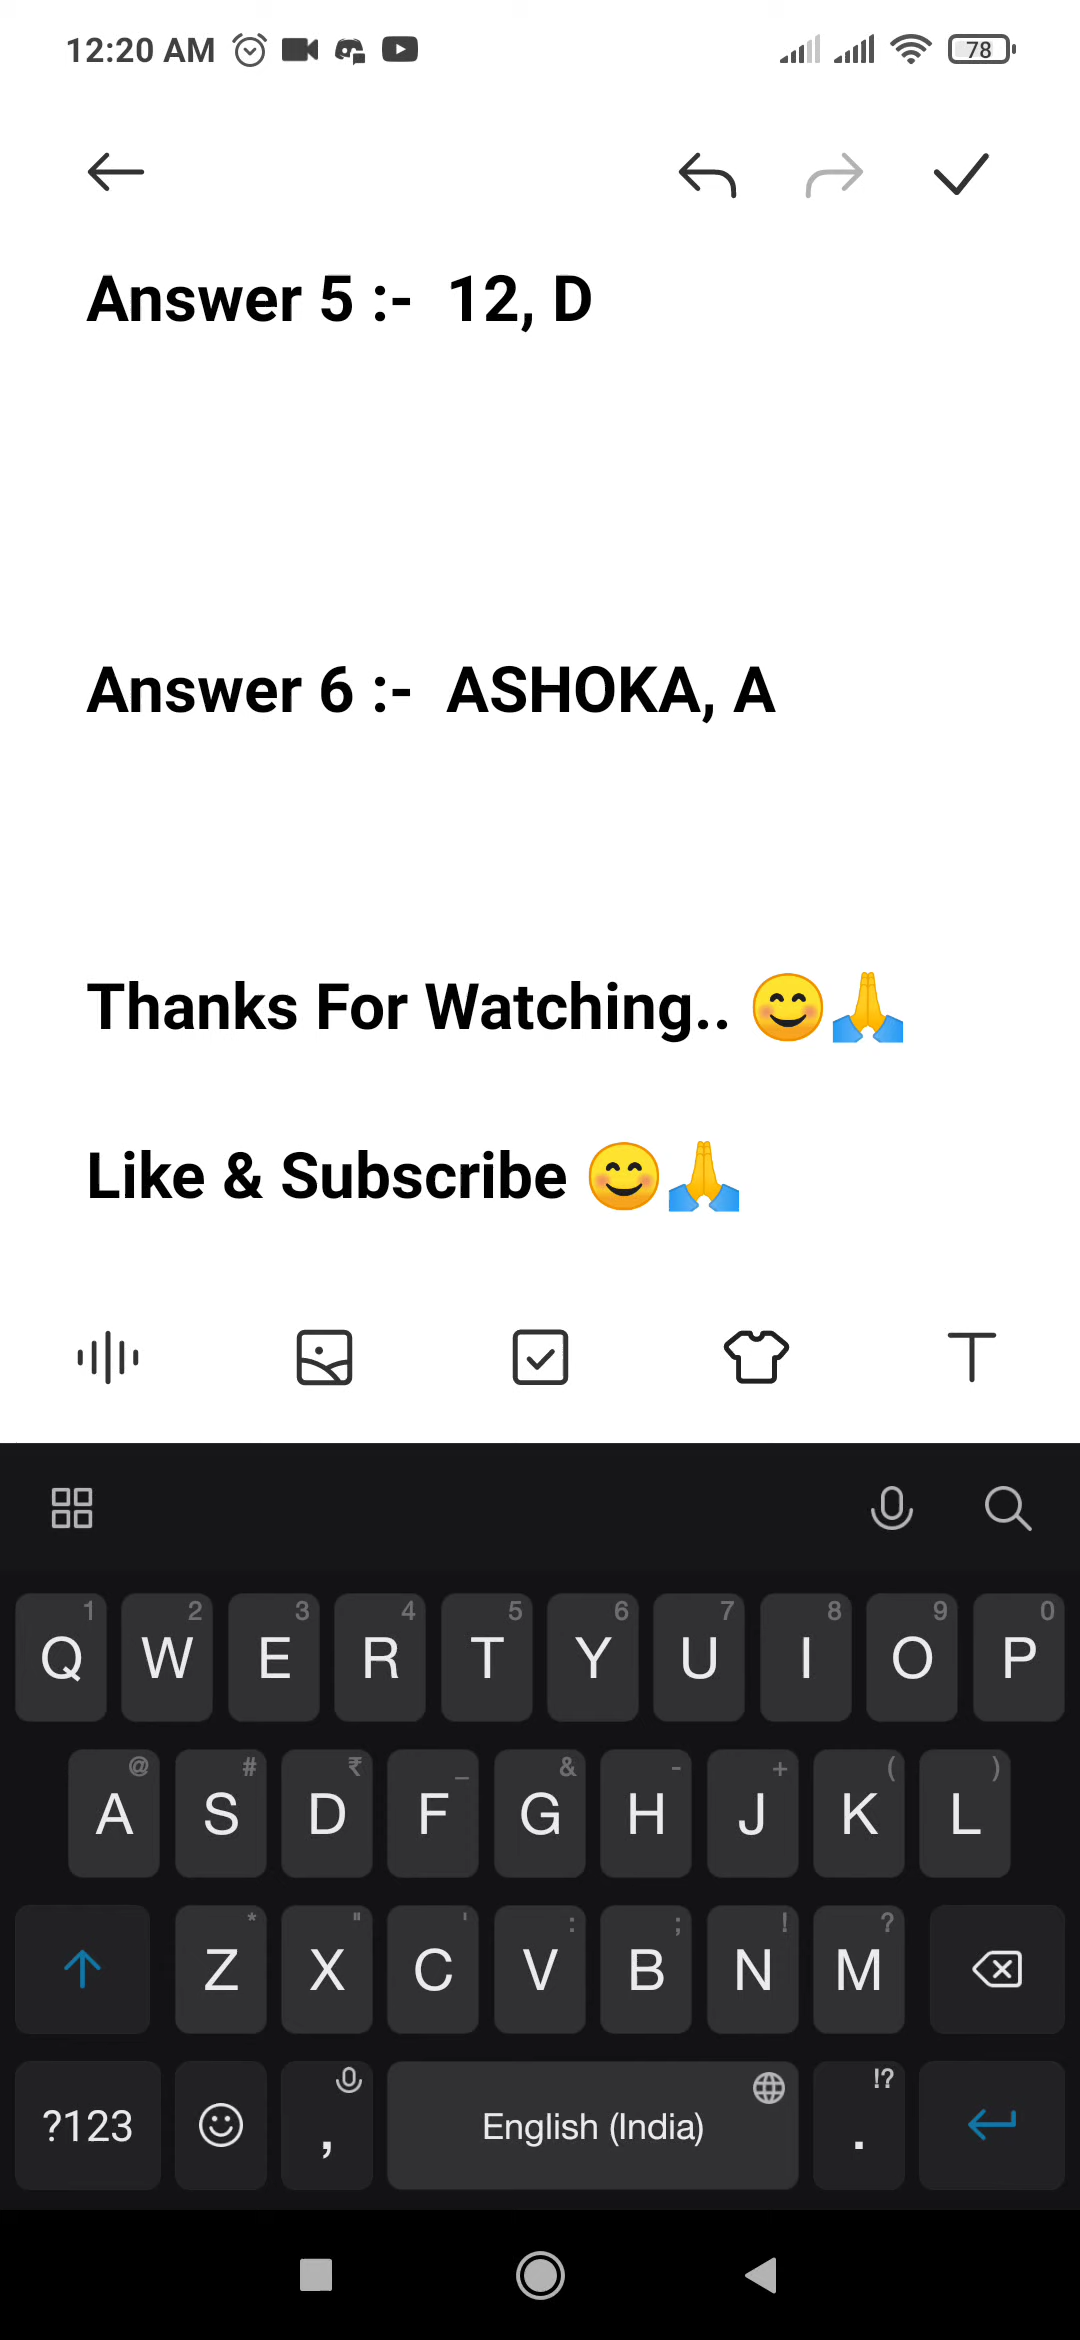 12:20 AM 78
Answer 5 :- 12, D
Answer 6 :- ASHOKA, A
Thanks For Watching.. 😊🙏
Like & Subscribe 😊🙏
1 2 3 4 5 6 7 8 9 0
Q W E R T Y U I O P
@ # ₹ _ & - + ( )
A S D F G H J K L
* " ' : ; ! ?
Z X C V B N M
!?
?123 , English (India) .